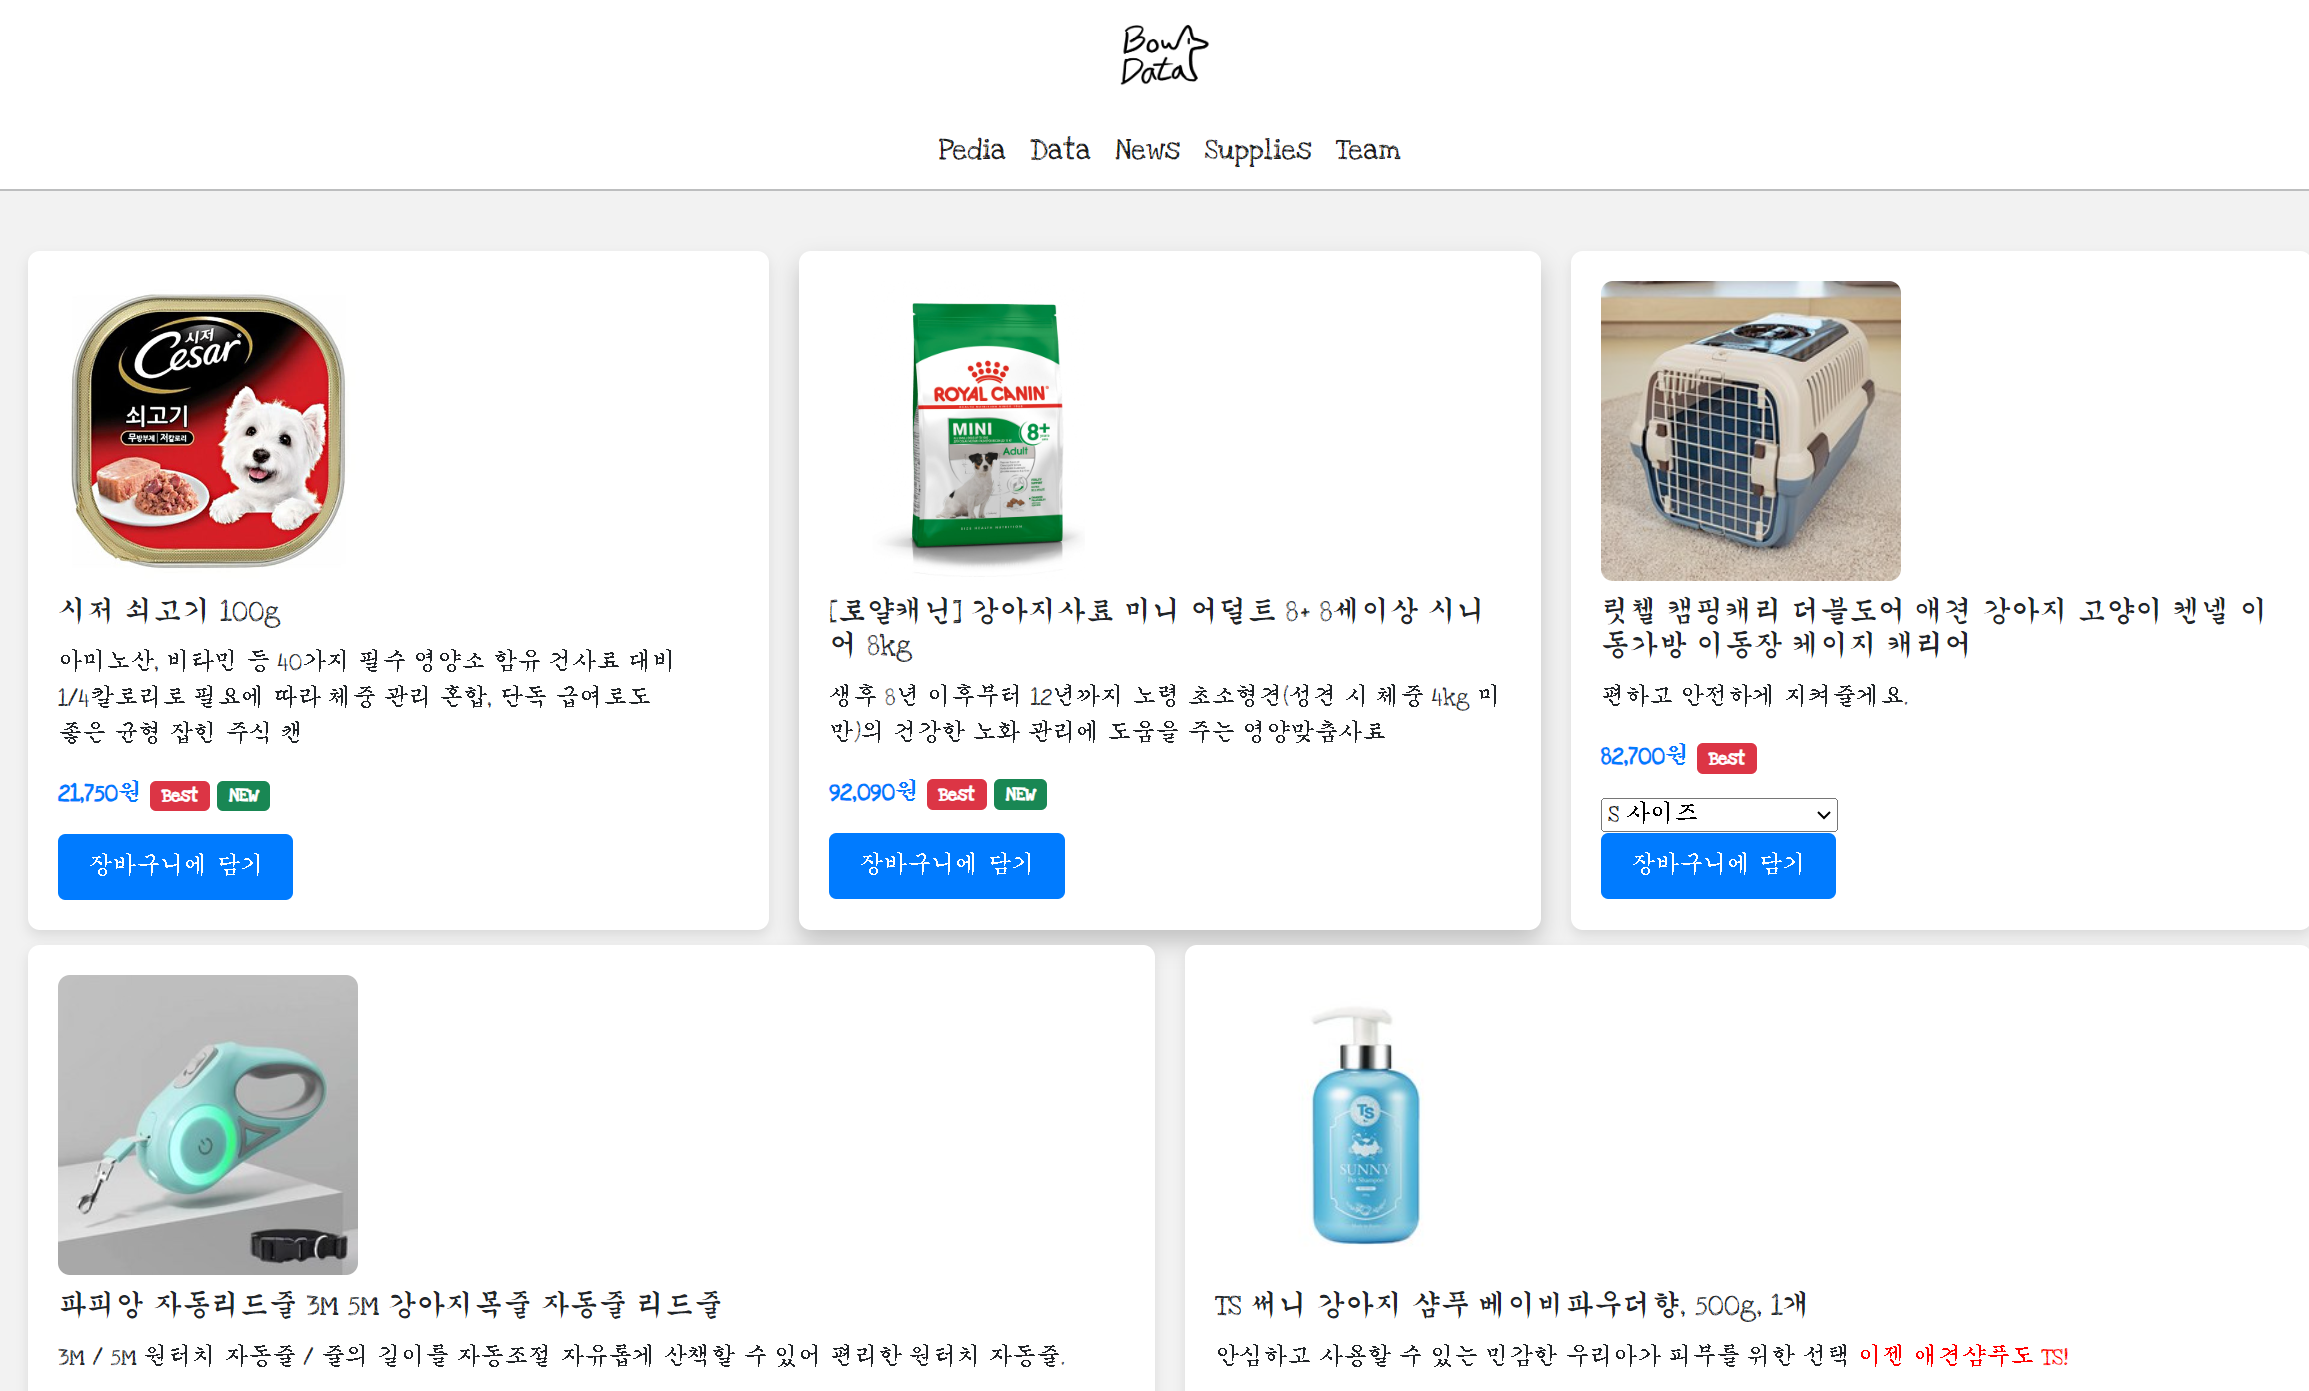 Bow
Data
Pedia Data News Supplies Team
시저
Cesar
쇠고기
무방부제 저칼로리
ROYAL CANIN
MINI
8+
Adult
SIZE HEALTH NUTRITION
시저 쇠고기 100g
아미노산, 비타민 등 40가지 필수 영양소 함유 건사료 대비
1/4칼로리로 필요에 따라 체중 관리 혼합, 단독 급여로도
좋은 균형 잡힌 주식 캔
21,750원 Best NEW
장바구니에 담기
[로얄캐닌] 강아지사료 미니 어덜트 8+ 8세이상 시니
어 8kg
생후 8년 이후부터 12년까지 노령 초소형견(성견 시 체중 4kg 미
만)의 건강한 노화 관리에 도움을 주는 영양맞춤사료
92,090원 Best NEW
장바구니에 담기
릿첼 캠핑캐리 더블도어 애견 강아지 고양이 켄넬 이
동가방 이동장 케이지 캐리어
편하고 안전하게 지켜줄게요.
82,700원 Best
S 사이즈
장바구니에 담기
파피앙 자동리드줄 3M 5M 강아지목줄 자동줄 리드줄
3M / 5M 원터치 자동줄 / 줄의 길이를 자동조절 자유롭게 산책할 수 있어 편리한 원터치 자동줄.
TS
SUNNY
Pet Shampoo
TS 써니 강아지 샴푸 베이비파우더향, 500g, 1개
안심하고 사용할 수 있는 민감한 우리아가 피부를 위한 선택 이젠 애견샴푸도 TS!